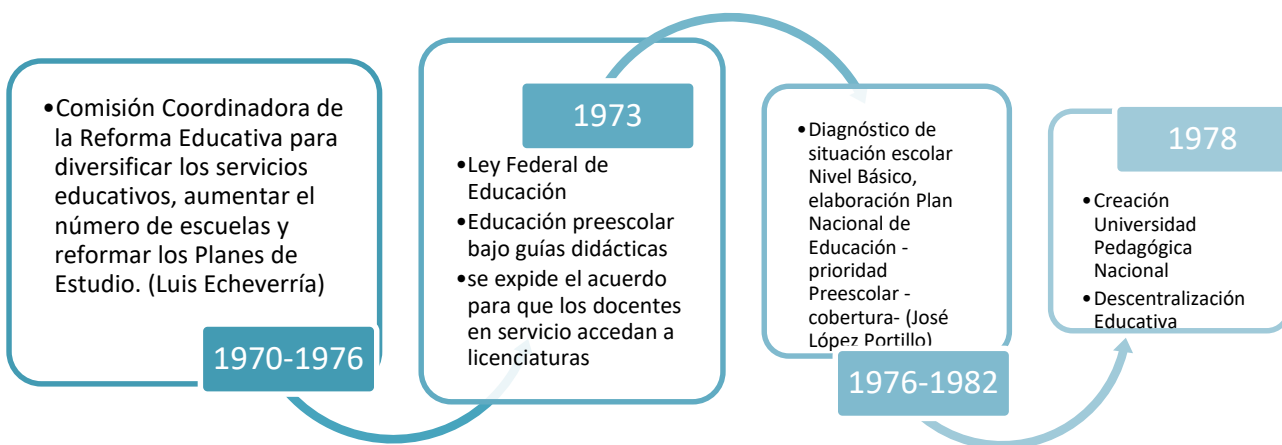 •Comisión Coordinadora de
la Reforma Educativa para
diversificar los servicios
educativos, aumentar el
número de escuelas y
reformar los Planes de
Estudio. (Luis Echeverría)
1970-1976
1973
•Ley Federal de
Educación
•Educación preescolar
bajo guías didácticas
•se expide el acuerdo
para que los docentes
en servicio accedan a
licenciaturas
•Diagnóstico de
situación escolar
Nivel Básico,
elaboración Plan
Nacional de
Educación -
prioridad
Preescolar -
cobertura- (José
López Portillo)
1976-1982
1978
•Creación
Universidad
Pedagógica
Nacional
•Descentralización
Educativa